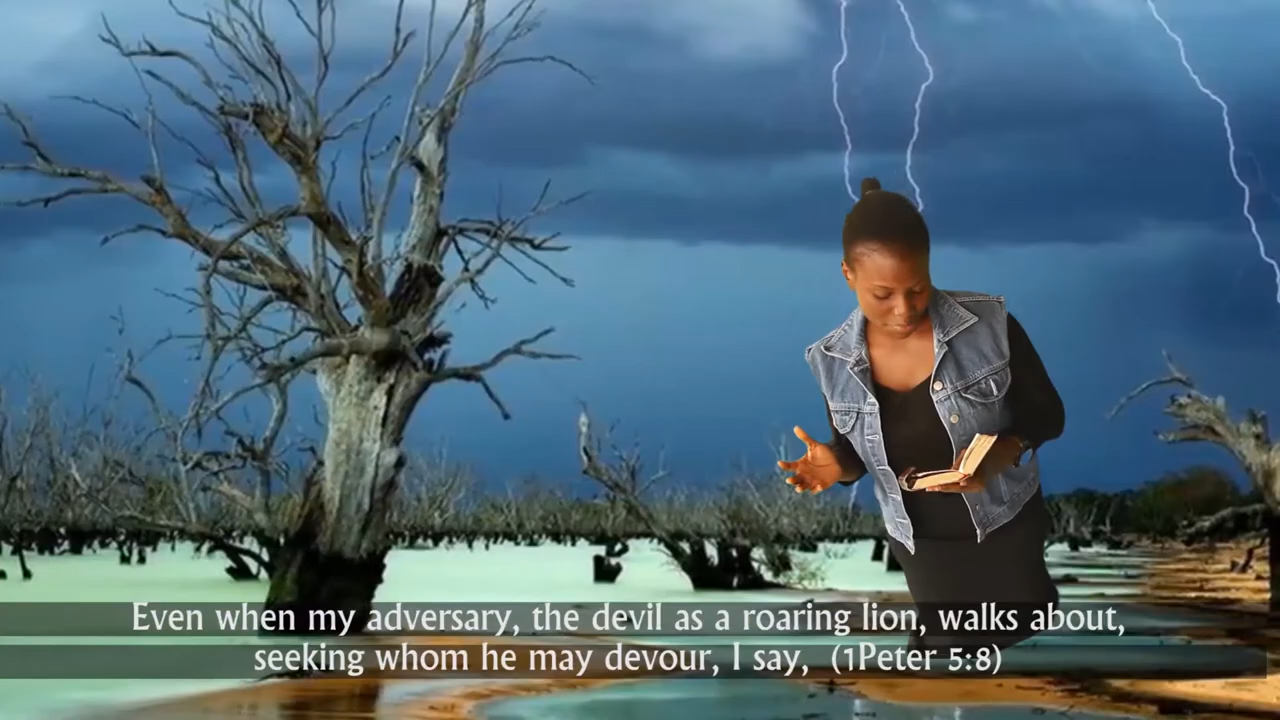 Even when my adversary, the devil as a roaring lion, walks about,
seeking whom he may devour, I say,  (1Peter 5:8)